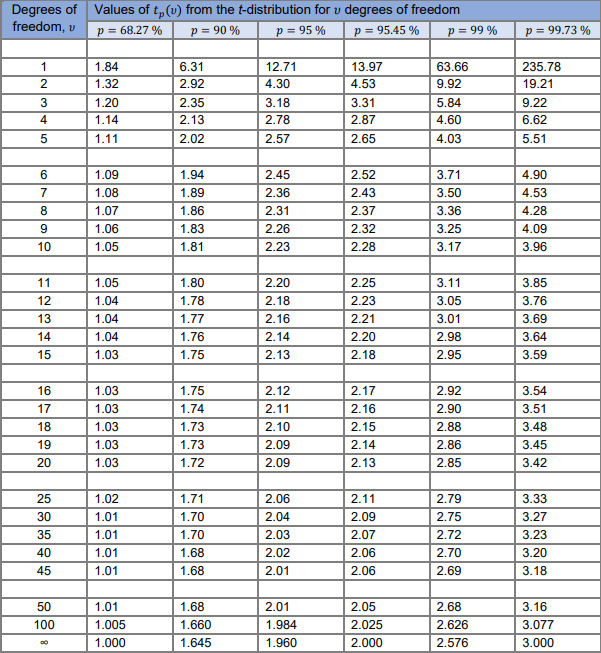 Degrees of freedom, υ Values of tₚ(υ) from the t-distribution for υ degrees of freedom
p = 68.27 % p = 90 % p = 95 % p = 95.45 % p = 99 % p = 99.73 %
1 1.84 6.31 12.71 13.97 63.66 235.78
2 1.32 2.92 4.30 4.53 9.92 19.21
3 1.20 2.35 3.18 3.31 5.84 9.22
4 1.14 2.13 2.78 2.87 4.60 6.62
5 1.11 2.02 2.57 2.65 4.03 5.51
6 1.09 1.94 2.45 2.52 3.71 4.90
7 1.08 1.89 2.36 2.43 3.50 4.53
8 1.07 1.86 2.31 2.37 3.36 4.28
9 1.06 1.83 2.26 2.32 3.25 4.09
10 1.05 1.81 2.23 2.28 3.17 3.96
11 1.05 1.80 2.20 2.25 3.11 3.85
12 1.04 1.78 2.18 2.23 3.05 3.76
13 1.04 1.77 2.16 2.21 3.01 3.69
14 1.04 1.76 2.14 2.20 2.98 3.64
15 1.03 1.75 2.13 2.18 2.95 3.59
16 1.03 1.75 2.12 2.17 2.92 3.54
17 1.03 1.74 2.11 2.16 2.90 3.51
18 1.03 1.73 2.10 2.15 2.88 3.48
19 1.03 1.73 2.09 2.14 2.86 3.45
20 1.03 1.72 2.09 2.13 2.85 3.42
25 1.02 1.71 2.06 2.11 2.79 3.33
30 1.01 1.70 2.04 2.09 2.75 3.27
35 1.01 1.70 2.03 2.07 2.72 3.23
40 1.01 1.68 2.02 2.06 2.70 3.20
45 1.01 1.68 2.01 2.06 2.69 3.18
50 1.01 1.68 2.01 2.05 2.68 3.16
100 1.005 1.660 1.984 2.025 2.626 3.077
∞ 1.000 1.645 1.960 2.000 2.576 3.000